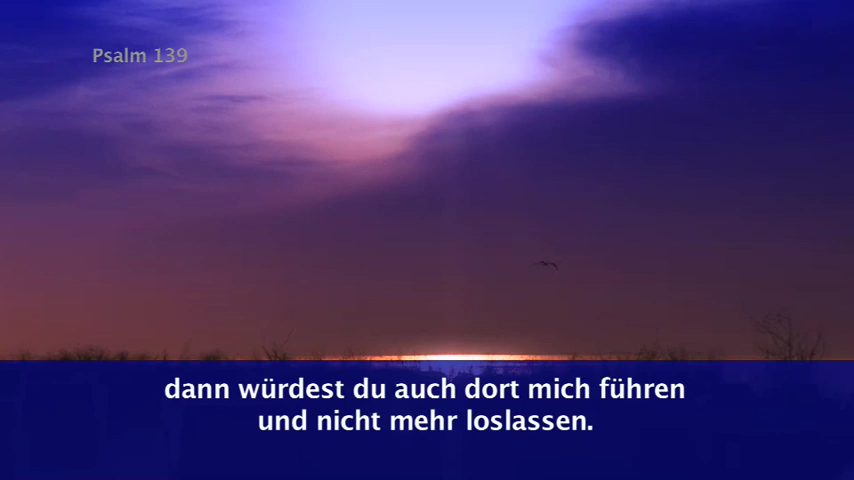 Psalm 139
dann würdest du auch dort mich führen
und nicht mehr loslassen.